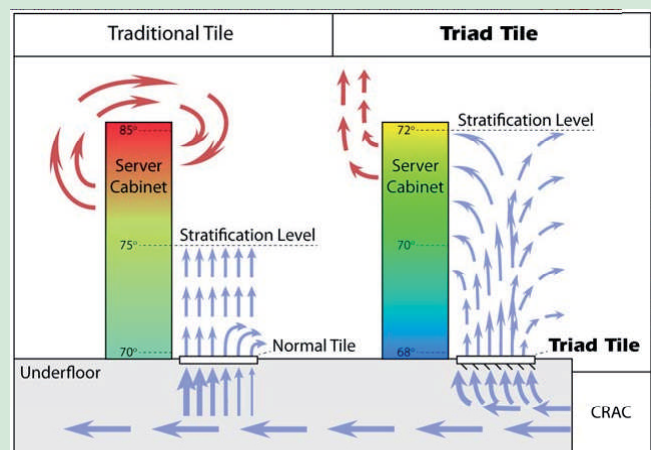 Traditional Tile
Triad Tile
85°
Server
Cabinet
75°
70°
Stratification Level
Normal Tile
Underfloor
72°
Server
Cabinet
70°
68°
Stratification Level
Triad Tile
CRAC